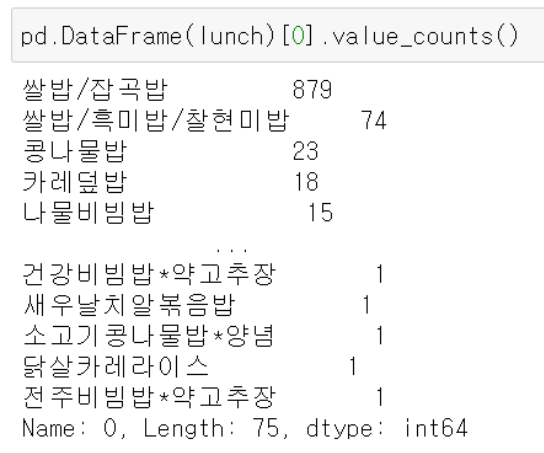 pd.DataFrame(lunch)[0].value_counts()
쌀밥/잡곡밥 879
쌀밥/흑미밥/찰현미밥 74
콩나물밥 23
카레덮밥 18
나물비빔밥 15
...
건강비빔밥*약고추장 1
새우날치알볶음밥 1
소고기콩나물밥*양념 1
닭살카레라이스 1
전주비빔밥*약고추장 1
Name: 0, Length: 75, dtype: int64